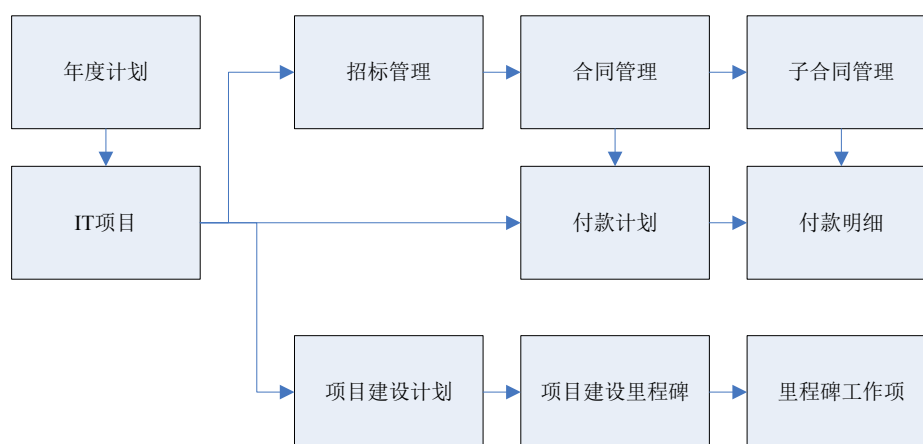 年度计划
招标管理
合同管理
子合同管理
IT项目
付款计划
付款明细
项目建设计划
项目建设里程碑
里程碑工作项